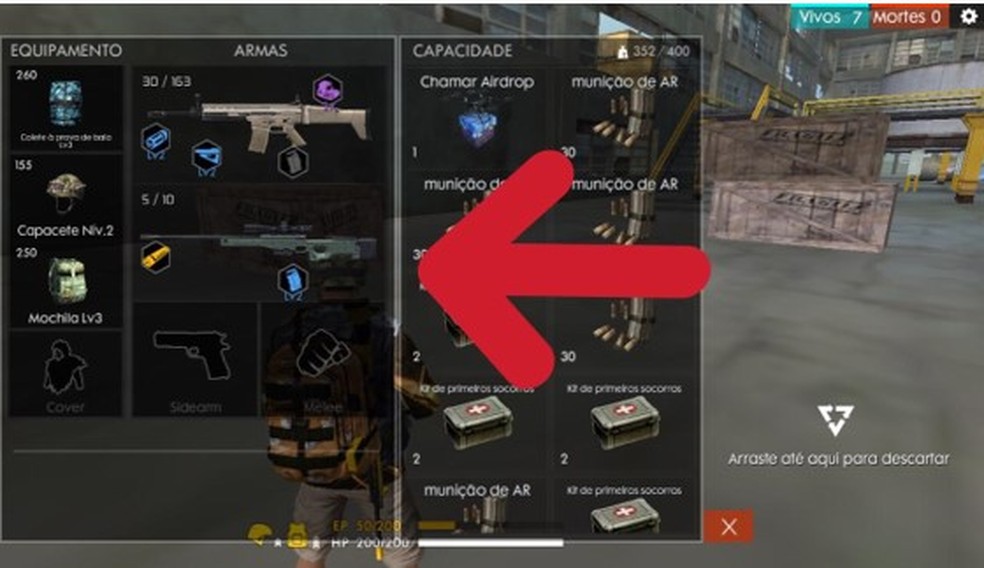 Vivos 7 Mortes 0
EQUIPAMENTO
ARMAS
CAPACIDADE
352 / 400
260
Colete à prova de bala
Lv3
155
Capacete Niv.2
250
Mochila Lv3
Cover
30 / 163
Lv2
5 / 10
Lv2
Sidearm
Melee
Chamar Airdrop
1
munição de AR
30
munição de
30
munição de AR
2
30
Kit de primeiros socorros
2
Kit de primeiros socorros
2
munição de AR
Kit de primeiros socorros
Arraste até aqui para descartar
X
EP 50/200
HP 200/200